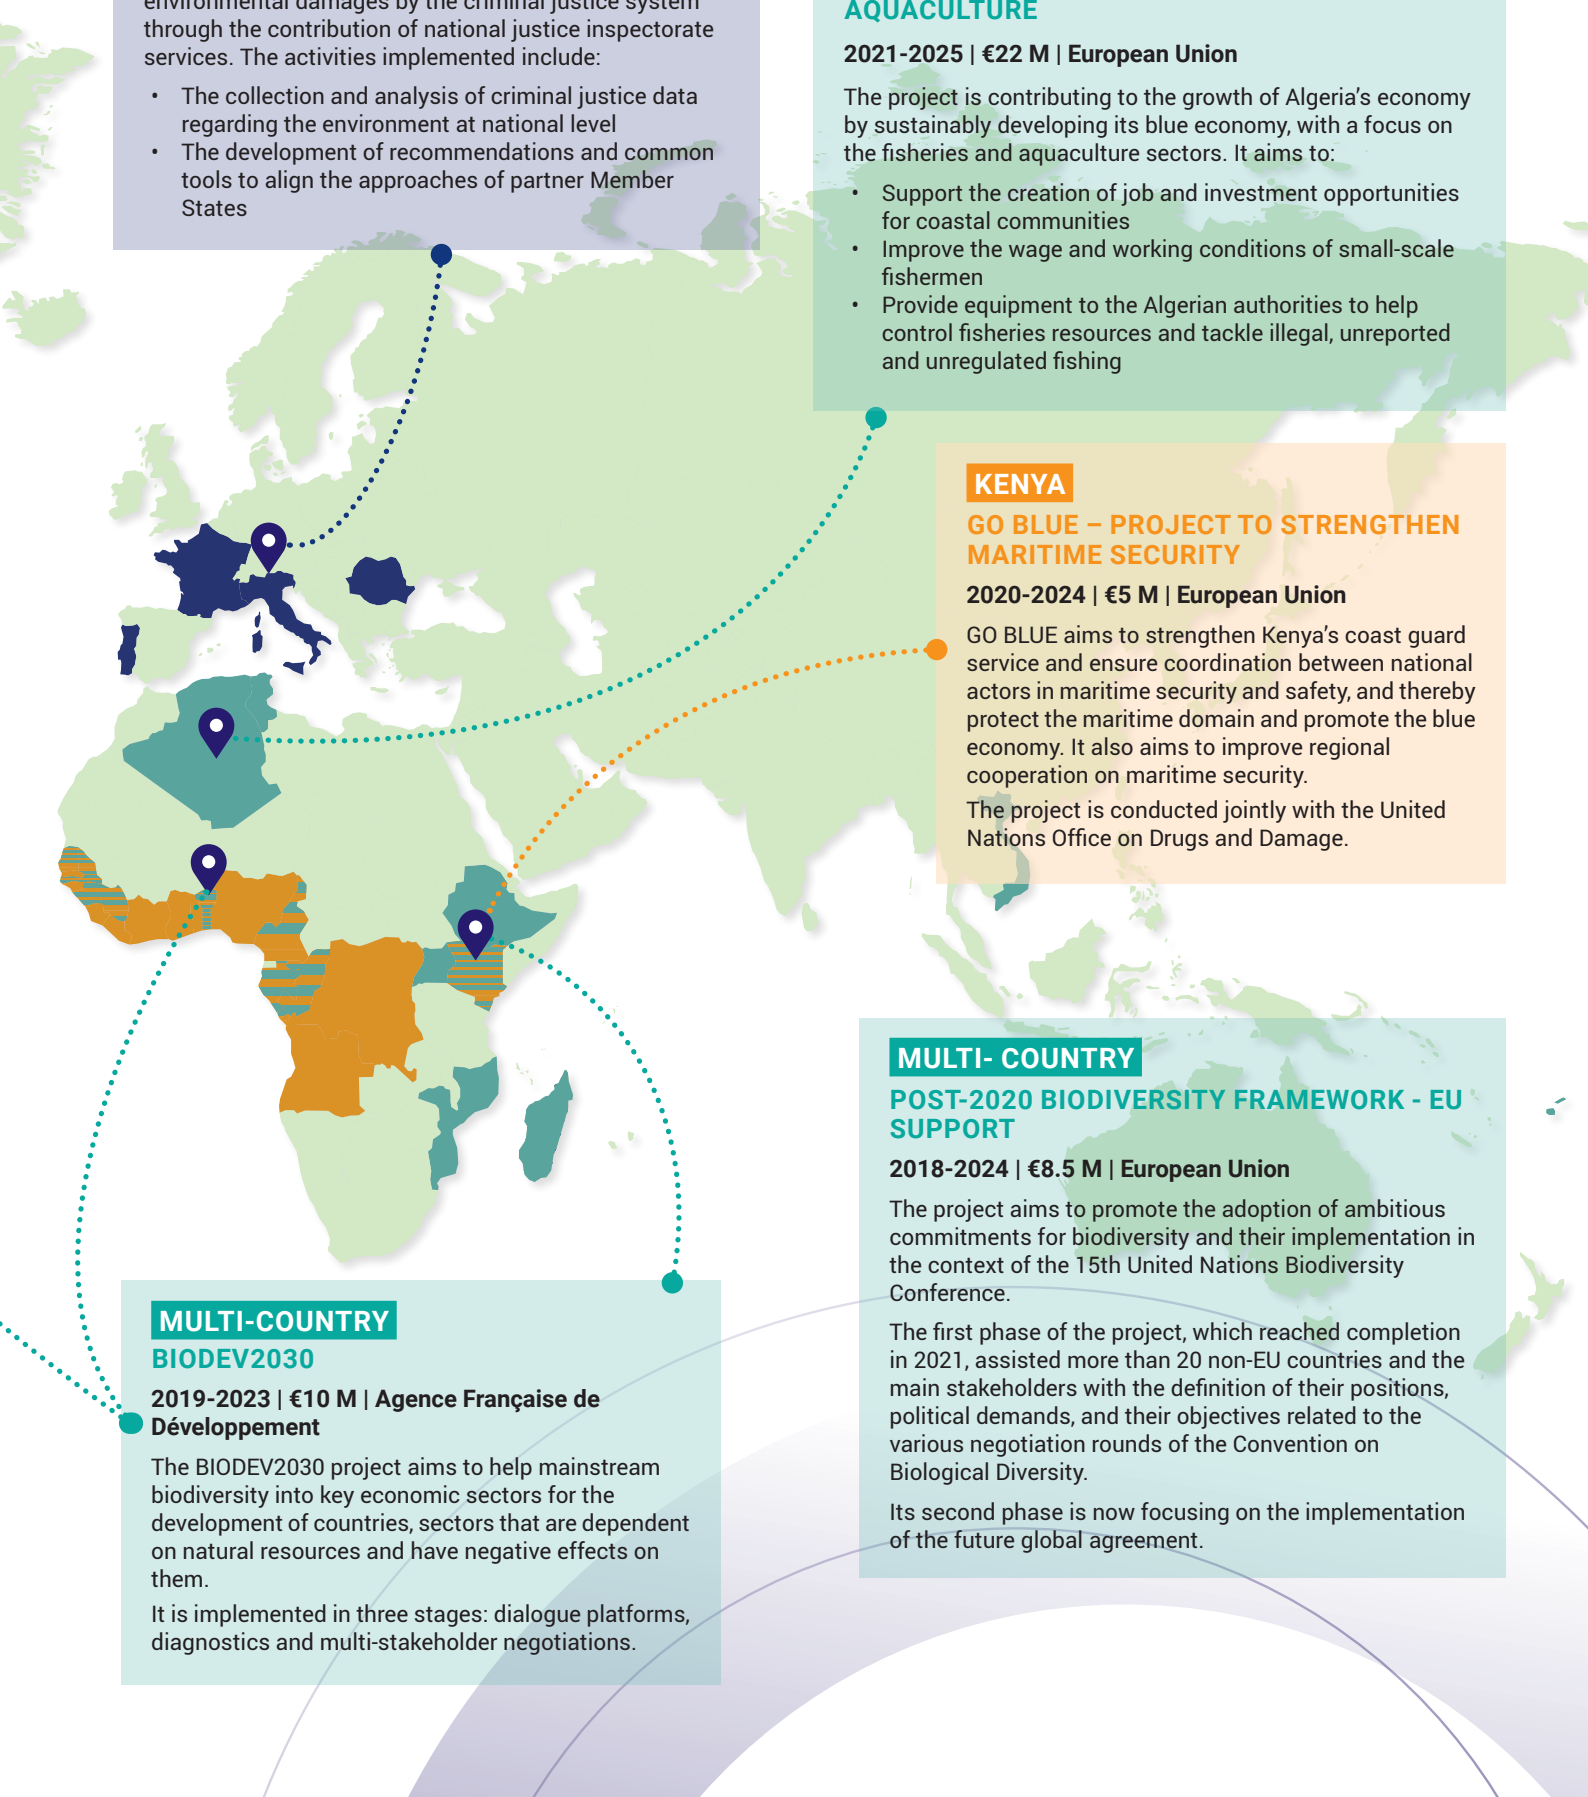 environmental damages by the criminal justice system
through the contribution of national justice inspectorate
services. The activities implemented include:
• The collection and analysis of criminal justice data
regarding the environment at national level
• The development of recommendations and common
tools to align the approaches of partner Member
States
AQUACULTURE
2021-2025 | €22 M | European Union
The project is contributing to the growth of Algeria’s economy
by sustainably developing its blue economy, with a focus on
the fisheries and aquaculture sectors. It aims to:
• Support the creation of job and investment opportunities
for coastal communities
• Improve the wage and working conditions of small-scale
fishermen
• Provide equipment to the Algerian authorities to help
control fisheries resources and tackle illegal, unreported
and unregulated fishing
KENYA
GO BLUE – PROJECT TO STRENGTHEN
MARITIME SECURITY
2020-2024 | €5 M | European Union
GO BLUE aims to strengthen Kenya’s coast guard
service and ensure coordination between national
actors in maritime security and safety, and thereby
protect the maritime domain and promote the blue
economy. It also aims to improve regional
cooperation on maritime security.
The project is conducted jointly with the United
Nations Office on Drugs and Damage.
MULTI- COUNTRY
POST-2020 BIODIVERSITY FRAMEWORK - EU
SUPPORT
2018-2024 | €8.5 M | European Union
The project aims to promote the adoption of ambitious
commitments for biodiversity and their implementation in
the context of the 15th United Nations Biodiversity
Conference.
The first phase of the project, which reached completion
in 2021, assisted more than 20 non-EU countries and the
main stakeholders with the definition of their positions,
political demands, and their objectives related to the
various negotiation rounds of the Convention on
Biological Diversity.
Its second phase is now focusing on the implementation
of the future global agreement.
MULTI-COUNTRY
BIODEV2030
2019-2023 | €10 M | Agence Française de
Développement
The BIODEV2030 project aims to help mainstream
biodiversity into key economic sectors for the
development of countries, sectors that are dependent
on natural resources and have negative effects on
them.
It is implemented in three stages: dialogue platforms,
diagnostics and multi-stakeholder negotiations.